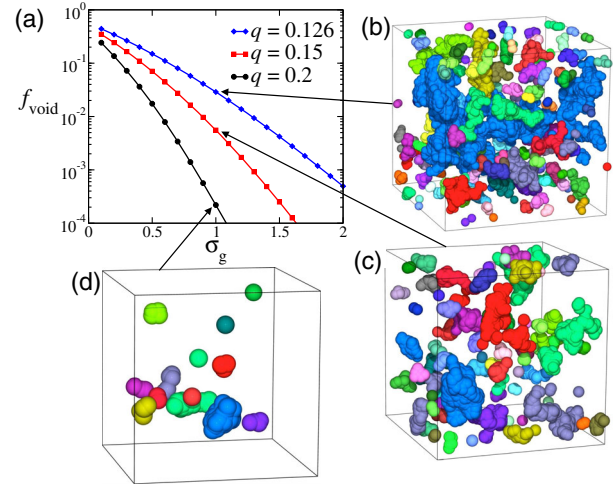 (a)
q = 0.126
q = 0.15
q = 0.2
10^0
10^-1
f_void
10^-2
10^-3
10^-4
0
0.5
1
1.5
2
σ_g
(b)
(c)
(d)